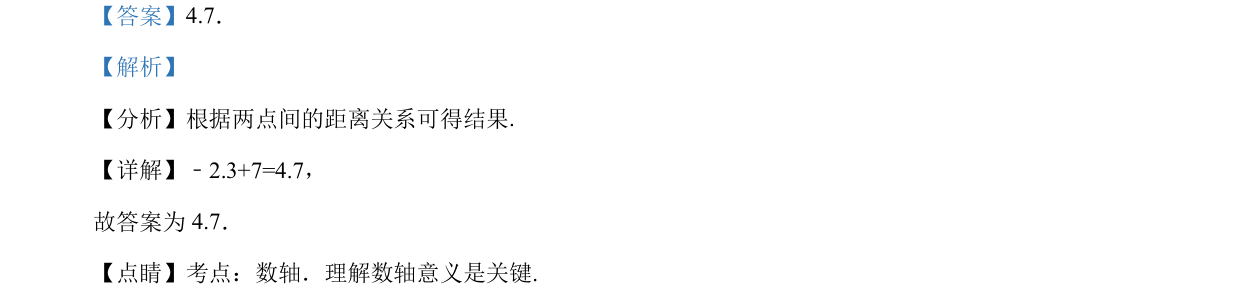 【答案】4.7．
【解析】
【分析】根据两点间的距离关系可得结果.
【详解】﹣2.3+7=4.7，
故答案为 4.7．
【点睛】考点：数轴．理解数轴意义是关键.